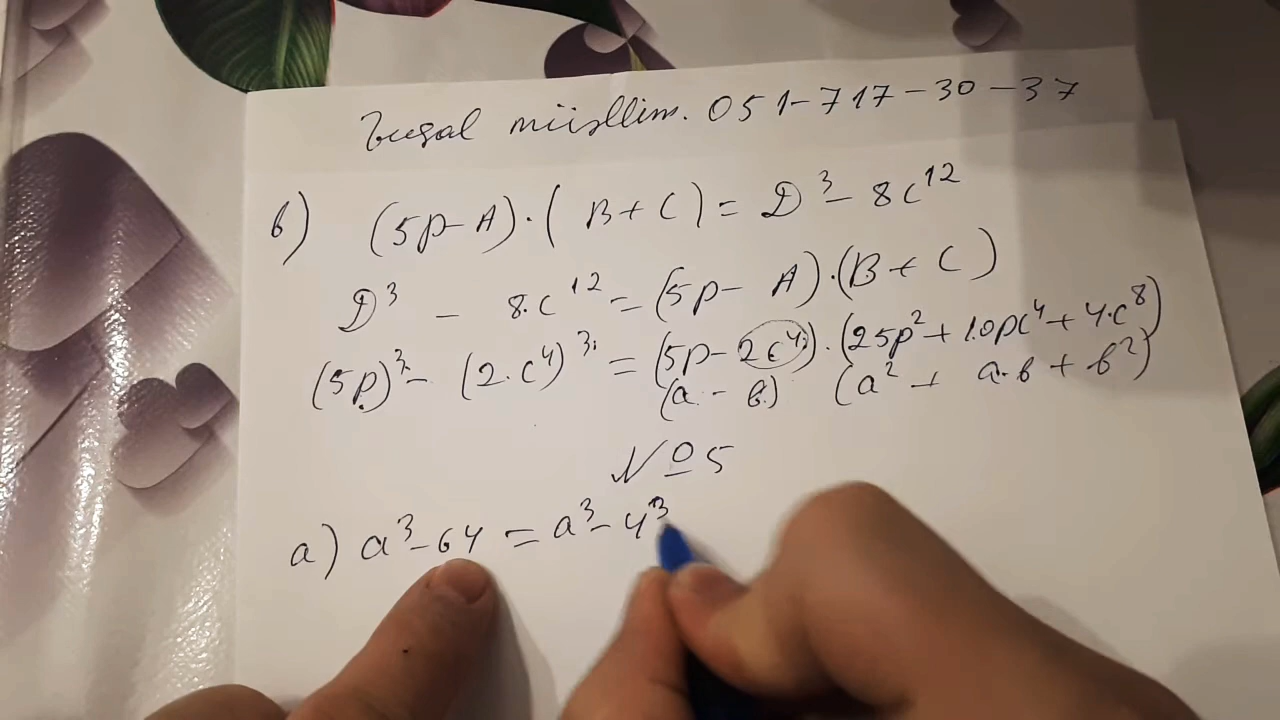 müəllim. 051-717-30-37
b) (5p-A)·(B+C)=D³-8c¹²
D³ - 8·c¹²=(5p-A)·(B+C)
(5p)³-(2·c⁴)³=(5p-2c⁴)·(25p²+10pc⁴+4·c⁸)
(a-b) (a²+a·b+b²)
№5
a) a³-64=a³-4³